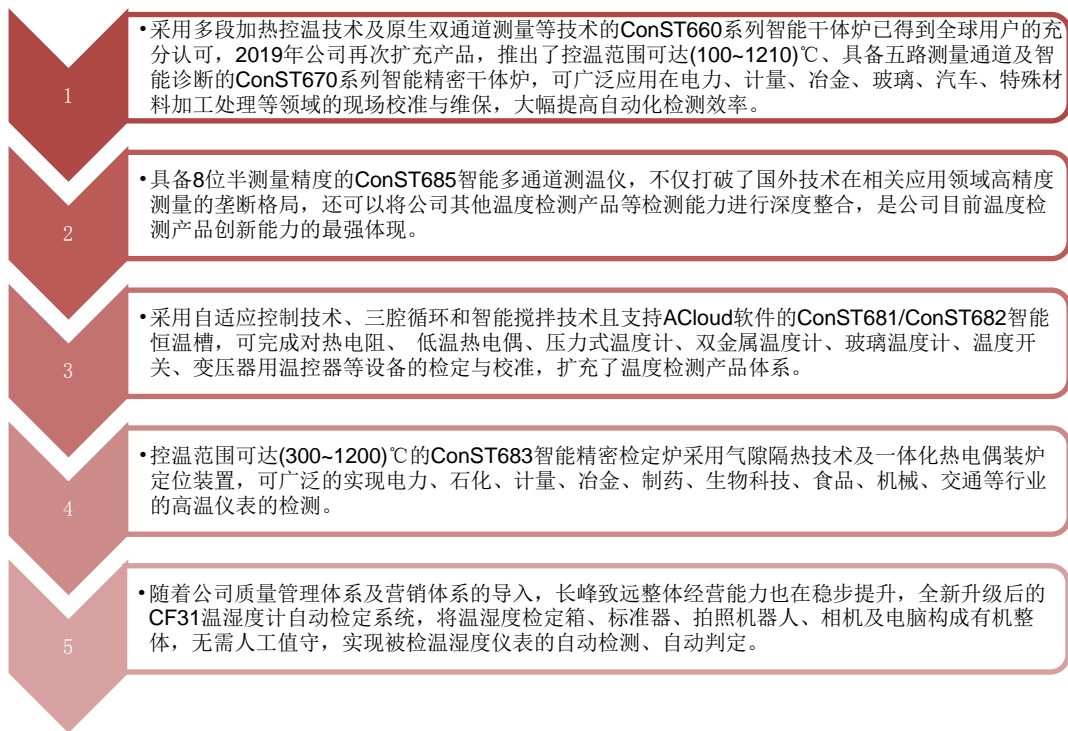 1
•采用多段加热控温技术及原生双通道测量等技术的ConST660系列智能干体炉已得到全球用户的充
分认可，2019年公司再次扩充产品，推出了控温范围可达(100~1210)℃、具备五路测量通道及智
能诊断的ConST670系列智能精密干体炉，可广泛应用在电力、计量、冶金、玻璃、汽车、特殊材
料加工处理等领域的现场校准与维保，大幅提高自动化检测效率。
2
•具备8位半测量精度的ConST685智能多通道测温仪，不仅打破了国外技术在相关应用领域高精度
测量的垄断格局，还可以将公司其他温度检测产品等检测能力进行深度整合，是公司目前温度检
测产品创新能力的最强体现。
3
•采用自适应控制技术、三腔循环和智能搅拌技术且支持ACloud软件的ConST681/ConST682智能
恒温槽，可完成对热电阻、 低温热电偶、压力式温度计、双金属温度计、玻璃温度计、温度开
关、变压器用温控器等设备的检定与校准，扩充了温度检测产品体系。
4
•控温范围可达(300~1200)℃的ConST683智能精密检定炉采用气隙隔热技术及一体化热电偶装炉
定位装置，可广泛的实现电力、石化、计量、冶金、制药、生物科技、食品、机械、交通等行业
的高温仪表的检测。
5
•随着公司质量管理体系及营销体系的导入，长峰致远整体经营能力也在稳步提升，全新升级后的
CF31温湿度计自动检定系统，将温湿度检定箱、标准器、拍照机器人、相机及电脑构成有机整
体，无需人工值守，实现被检温湿度仪表的自动检测、自动判定。